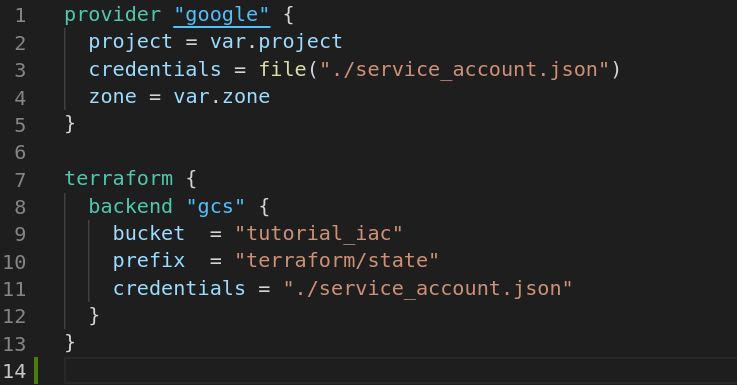 1 provider "google" {
2   project = var.project
3   credentials = file("./service_account.json")
4   zone = var.zone
5 }
6
7 terraform {
8   backend "gcs" {
9     bucket  = "tutorial_iac"
10     prefix  = "terraform/state"
11     credentials = "./service_account.json"
12   }
13 }
14